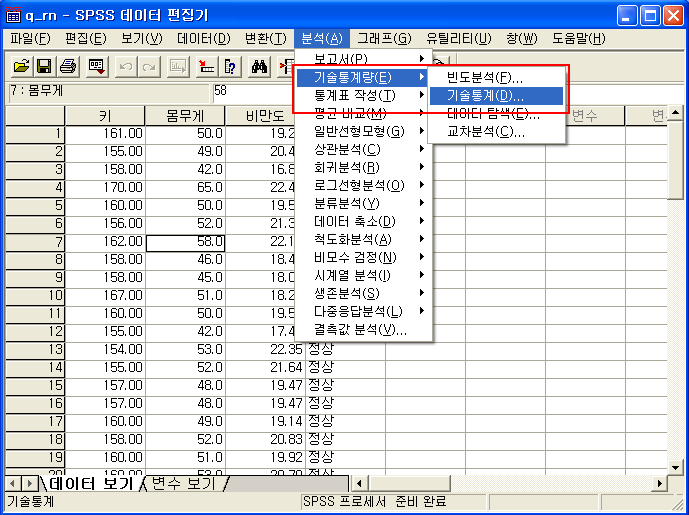 q_rn - SPSS 데이터 편집기
파일(F) 편집(E) 보기(V) 데이터(D) 변환(T) 분석(A) 그래프(G) 유틸리티(U) 창(W) 도움말(H)
보고서(P)
기술통계량(E)
통계표 작성(T)
평균 비교(M)
일반선형모형(G)
상관분석(C)
회귀분석(R)
로그선형분석(O)
분류분석(Y)
데이터 축소(D)
척도화분석(A)
비모수 검정(N)
시계열 분석(I)
생존분석(S)
다중응답분석(L)
결측값 분석(V)...
빈도분석(F)...
기술통계(D)...
데이터 탐색(E)...
교차분석(C)...
7 : 몸무게 58
키 몸무게 비만도 변수
1 161.00 50.0 19.2
2 155.00 49.0 20.4
3 158.00 42.0 16.8
4 170.00 65.0 22.4
5 160.00 50.0 19.5
6 156.00 52.0 21.3
7 162.00 58.0 22.1
8 158.00 46.0 18.4
9 158.00 45.0 18.0
10 167.00 51.0 18.2
11 160.00 50.0 19.5
12 155.00 42.0 17.4
13 154.00 53.0 22.35 정상
14 155.00 52.0 21.64 정상
15 157.00 48.0 19.47 정상
16 157.00 48.0 19.47 정상
17 160.00 49.0 19.14 정상
18 158.00 52.0 20.83 정상
19 160.00 51.0 19.92 정상
20 160.00 53.0 20.70 정상
데이터 보기 변수 보기
기술통계 SPSS 프로세서 준비 완료